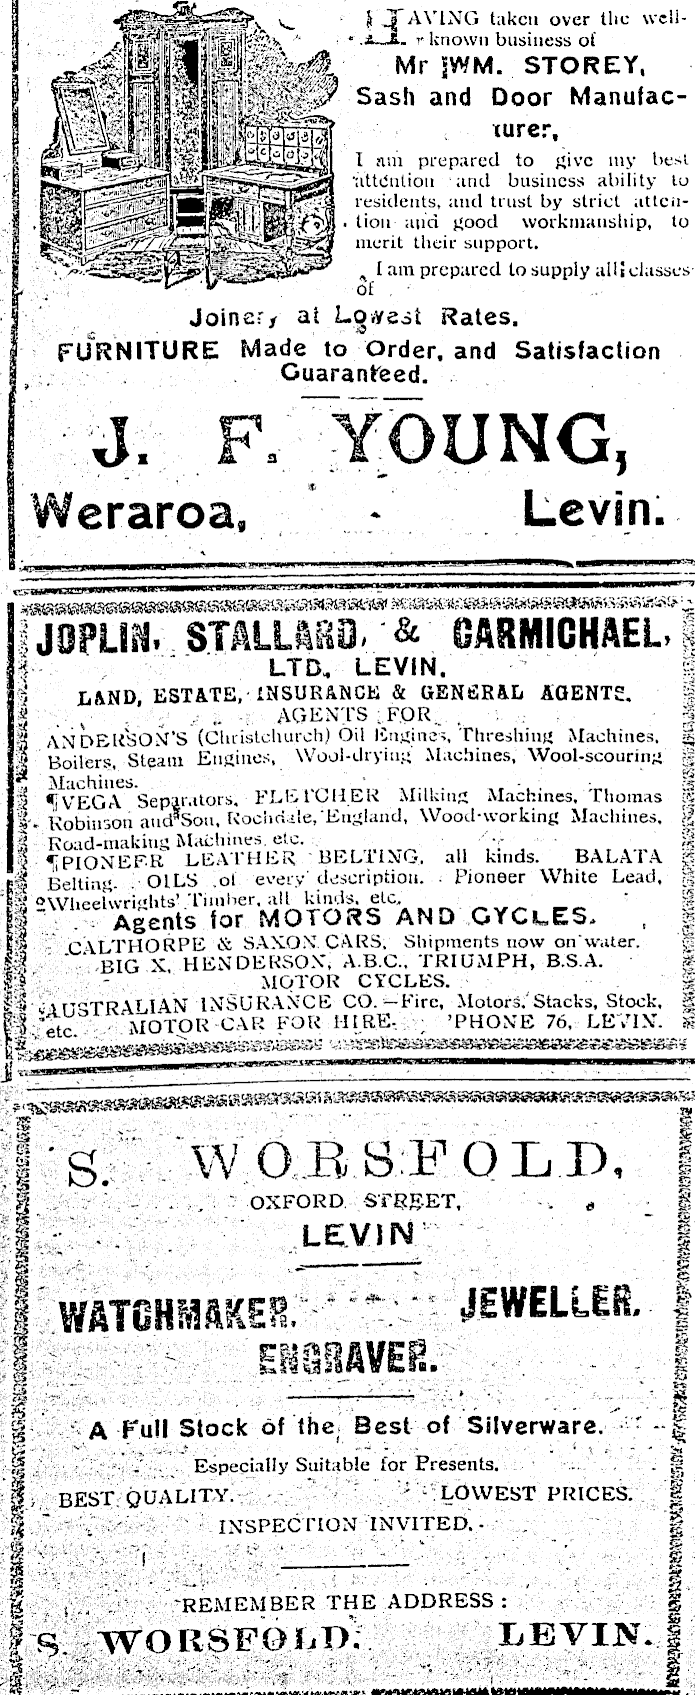 HAVING taken over the well-
known business of
Mr WM. STOREY,
Sash and Door Manufac-
turer,
I am prepared to give my best
attention and business ability to
residents, and trust by strict atten-
tion and good workmanship, to
merit their support.
I am prepared to supply all classes
of
Joinery at Lowest Rates.
FURNITURE Made to Order, and Satisfaction
Guaranteed.
J. F. YOUNG,
Weraroa, Levin.
JOPLIN, STALLARD, & CARMICHAEL,
LTD., LEVIN.
LAND, ESTATE, INSURANCE & GENERAL AGENTS.
AGENTS FOR
ANDERSON'S (Christchurch) Oil Engines, Threshing Machines,
Boilers, Steam Engines, Wool-drying Machines, Wool-scouring
Machines.
¶VEGA Separators, FLETCHER Milking Machines, Thomas
Robinson and Son, Rochdale, England, Wood-working Machines,
Road-making Machines, etc.
¶PIONEER LEATHER BELTING, all kinds. BALATA
Belting. OILS of every description. Pioneer White Lead,
Wheelwrights' Timber, all kinds, etc.
Agents for MOTORS AND CYCLES.
CALTHORPE & SAXON CARS, Shipments now on water.
BIG X, HENDERSON, A.B.C., TRIUMPH, B.S.A.
MOTOR CYCLES.
AUSTRALIAN INSURANCE CO.—Fire, Motors, Stacks, Stock,
etc. MOTOR CAR FOR HIRE. 'PHONE 76, LEVIN.
S. WORSFOLD,
OXFORD STREET,
LEVIN
WATCHMAKER. JEWELLER.
ENGRAVER.
A Full Stock of the Best of Silverware.
Especially Suitable for Presents.
BEST QUALITY. LOWEST PRICES.
INSPECTION INVITED.
REMEMBER THE ADDRESS:
S. WORSFOLD. LEVIN.